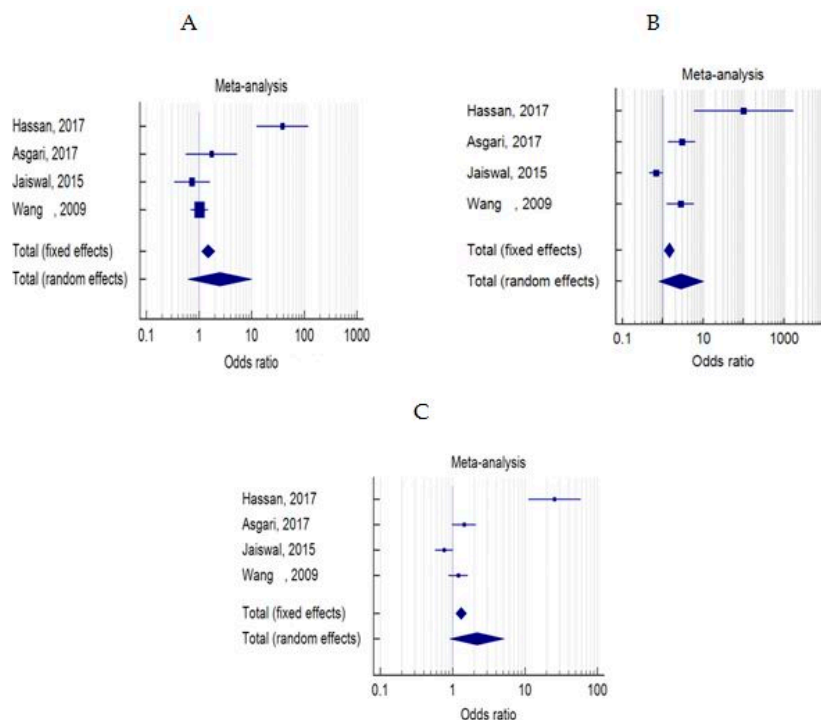 A
Meta-analysis
Hassan, 2017
Asgari, 2017
Jaiswal, 2015
Wang , 2009
Total (fixed effects)
Total (random effects)
0.1 1 10 100 1000
Odds ratio
B
Meta-analysis
Hassan, 2017
Asgari, 2017
Jaiswal, 2015
Wang , 2009
Total (fixed effects)
Total (random effects)
0.1 1 10 100 1000
Odds ratio
C
Meta-analysis
Hassan, 2017
Asgari, 2017
Jaiswal, 2015
Wang , 2009
Total (fixed effects)
Total (random effects)
0.1 1 10 100
Odds ratio